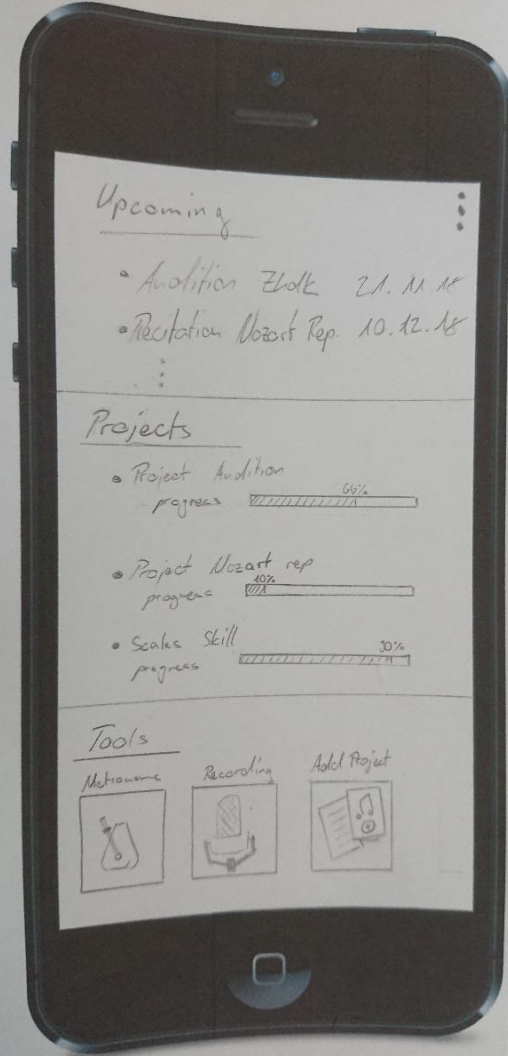 Upcoming
• Audition ZHdK 21.11.18
• Recitation Mozart Rep. 10.12.18
Projects
• Project Audition
66%
progress
• Project Mozart rep
10%
progress
• Scales Skill
90%
progress
Tools
Metronome Recording Add Project